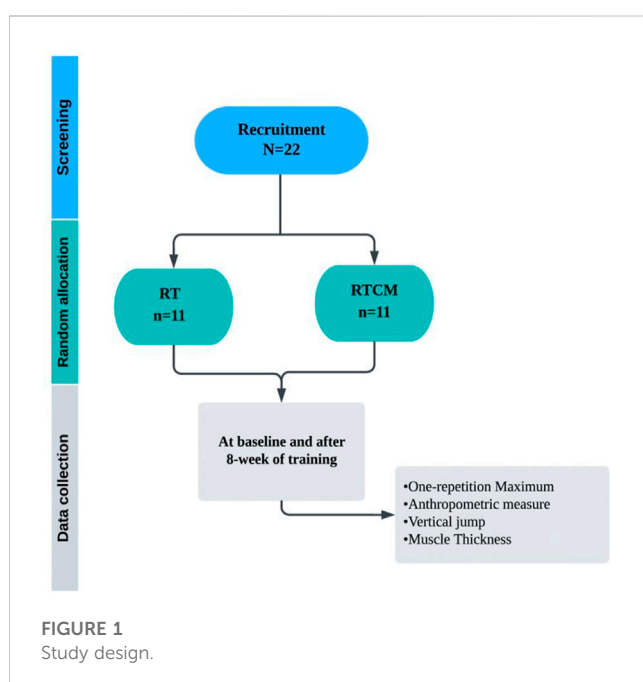 Screening
Recruitment
N=22
Random allocation
RT
n=11
RTCM
n=11
Data collection
At baseline and after
8-week of training
•One-repetition Maximum
•Anthropometric measure
•Vertical jump
•Muscle Thickness
FIGURE 1
Study design.